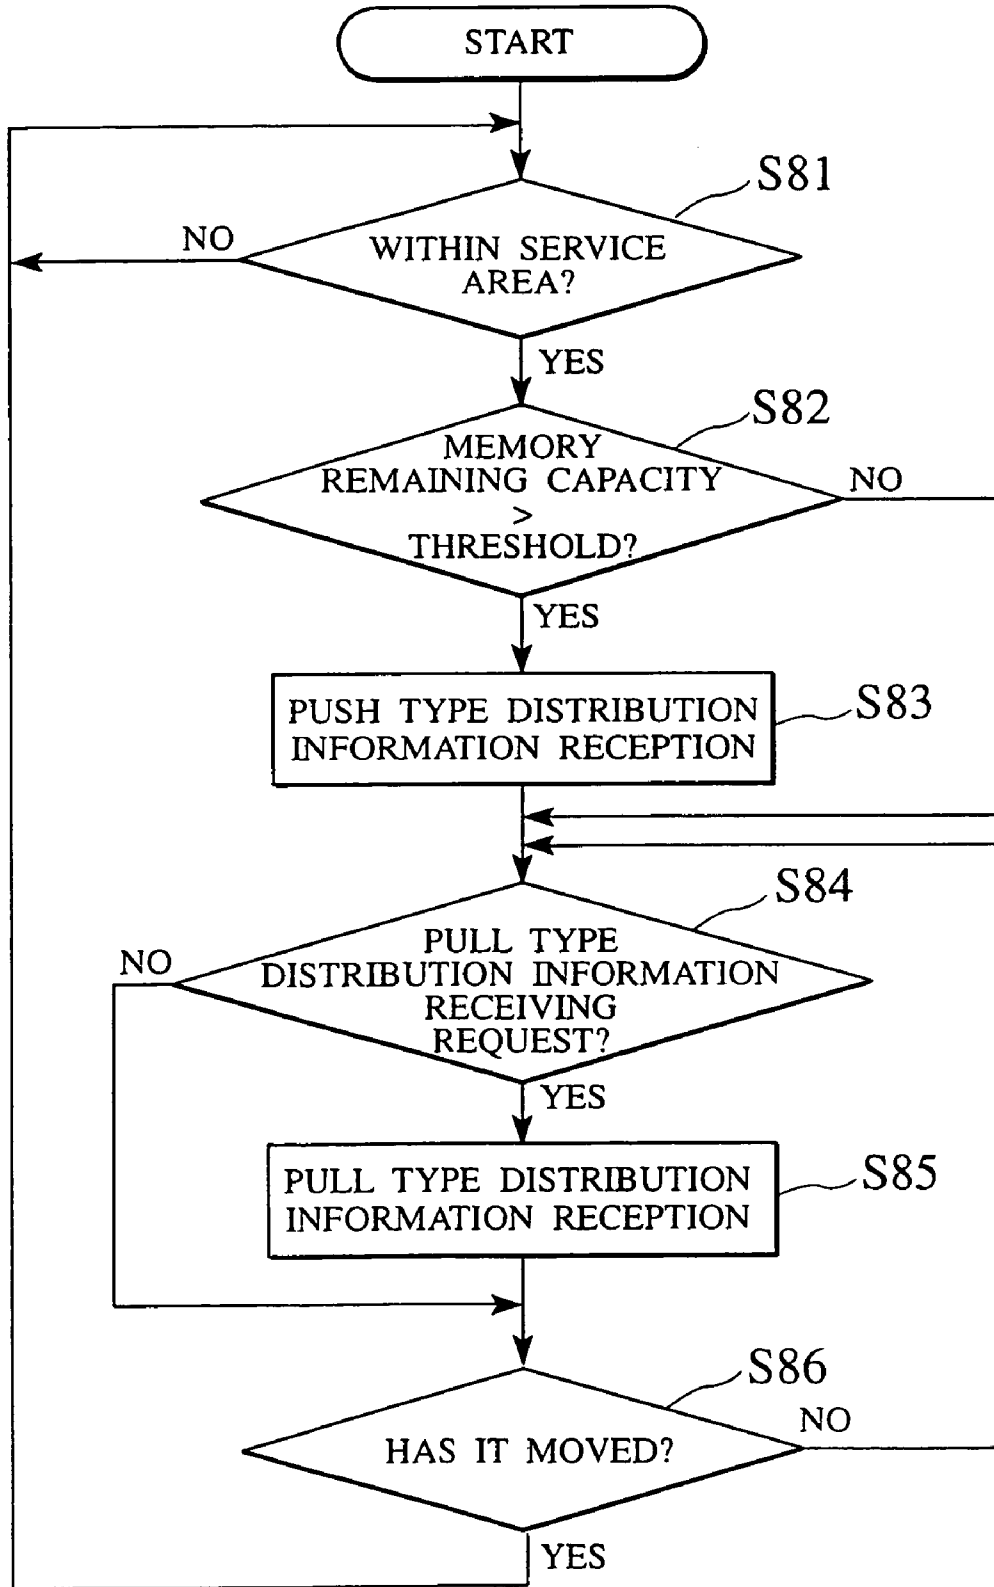 START
S81
NO
WITHIN SERVICE
AREA?
YES
S82
MEMORY
REMAINING CAPACITY
>
THRESHOLD?
NO
YES
PUSH TYPE DISTRIBUTION
INFORMATION RECEPTION
S83
S84
NO
PULL TYPE
DISTRIBUTION INFORMATION
RECEIVING
REQUEST?
YES
PULL TYPE DISTRIBUTION
INFORMATION RECEPTION
S85
S86
NO
HAS IT MOVED?
YES